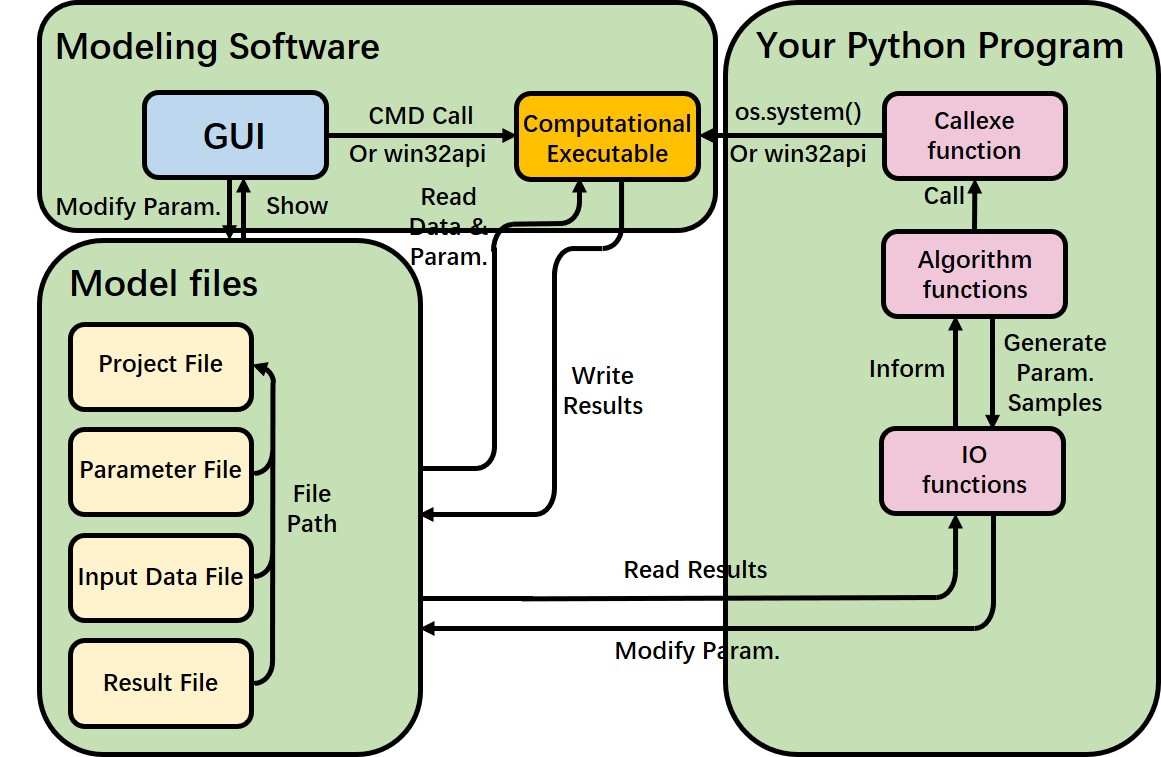 Modeling Software
GUI
CMD Call
Or win32api
Computational
Executable
Modify Param.
Show
Read
Data &
Param.
Your Python Program
os.system()
Or win32api
Callexe
function
Call
Algorithm
functions
Inform
Generate
Param.
Samples
IO
functions
Model files
Project File
Parameter File
Input Data File
Result File
File
Path
Write
Results
Read Results
Modify Param.